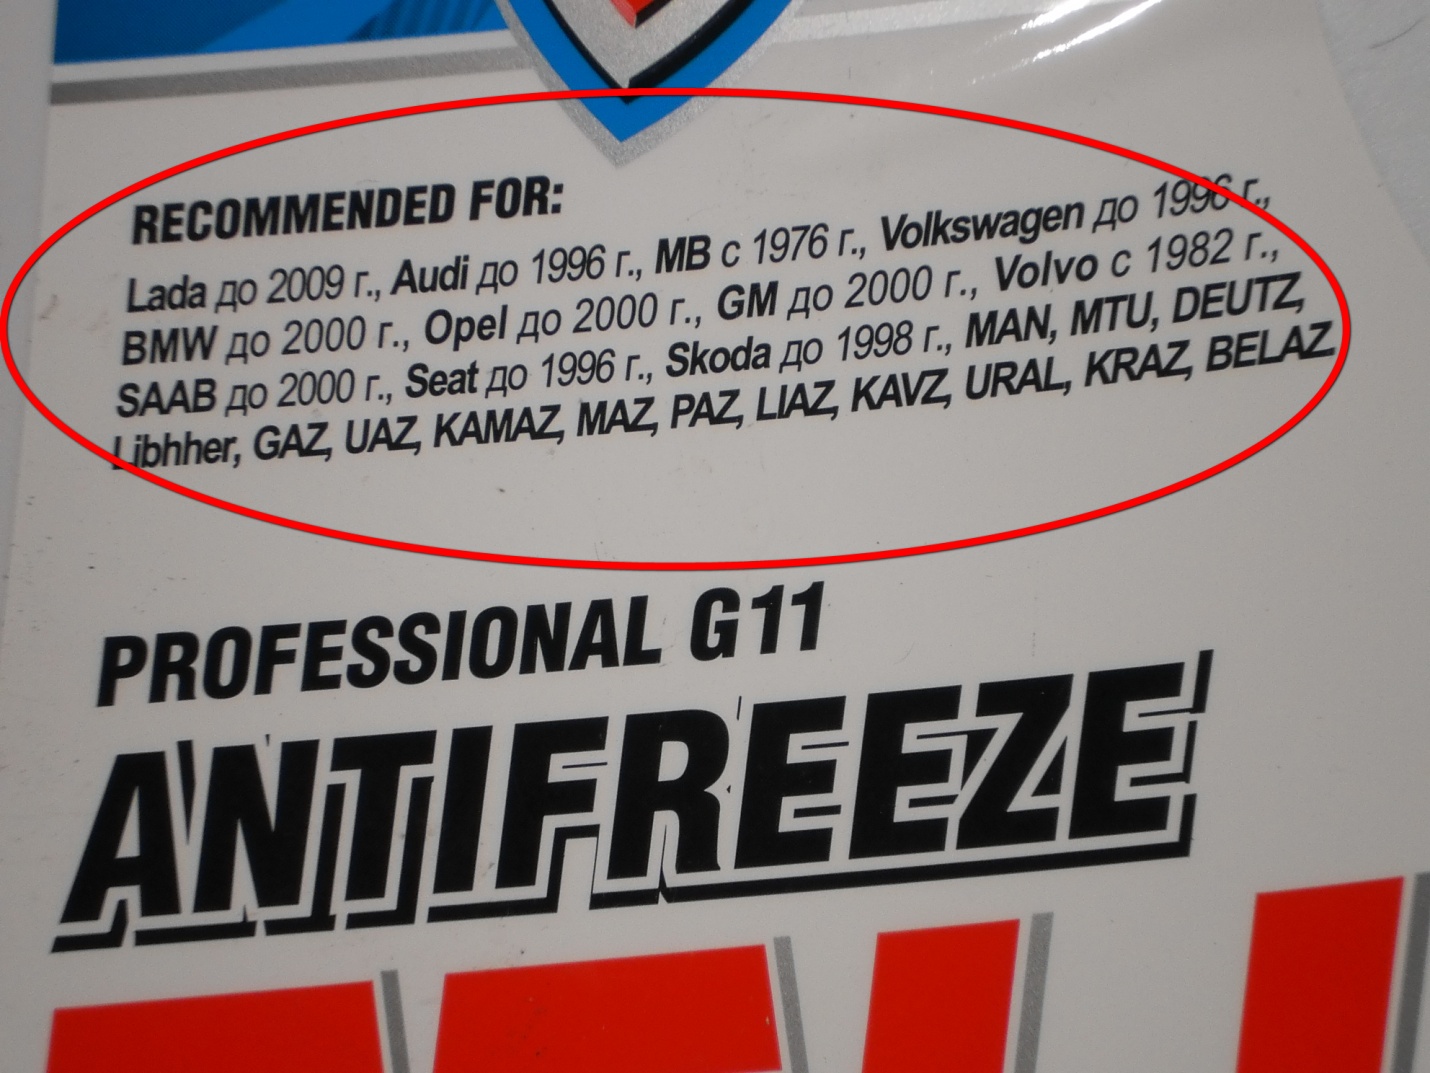 RECOMMENDED FOR:
Lada до 2009 г., Audi до 1996 г., MB с 1976 г., Volkswagen до 1996 г.,
BMW до 2000 г., Opel до 2000 г., GM до 2000 г., Volvo с 1982 г.,
SAAB до 2000 г., Seat до 1996 г., Skoda до 1998 г., MAN, MTU, DEUTZ,
Libhher, GAZ, UAZ, KAMAZ, MAZ, PAZ, LIAZ, KAVZ, URAL, KRAZ, BELAZ
PROFESSIONAL G11
ANTIFREEZE